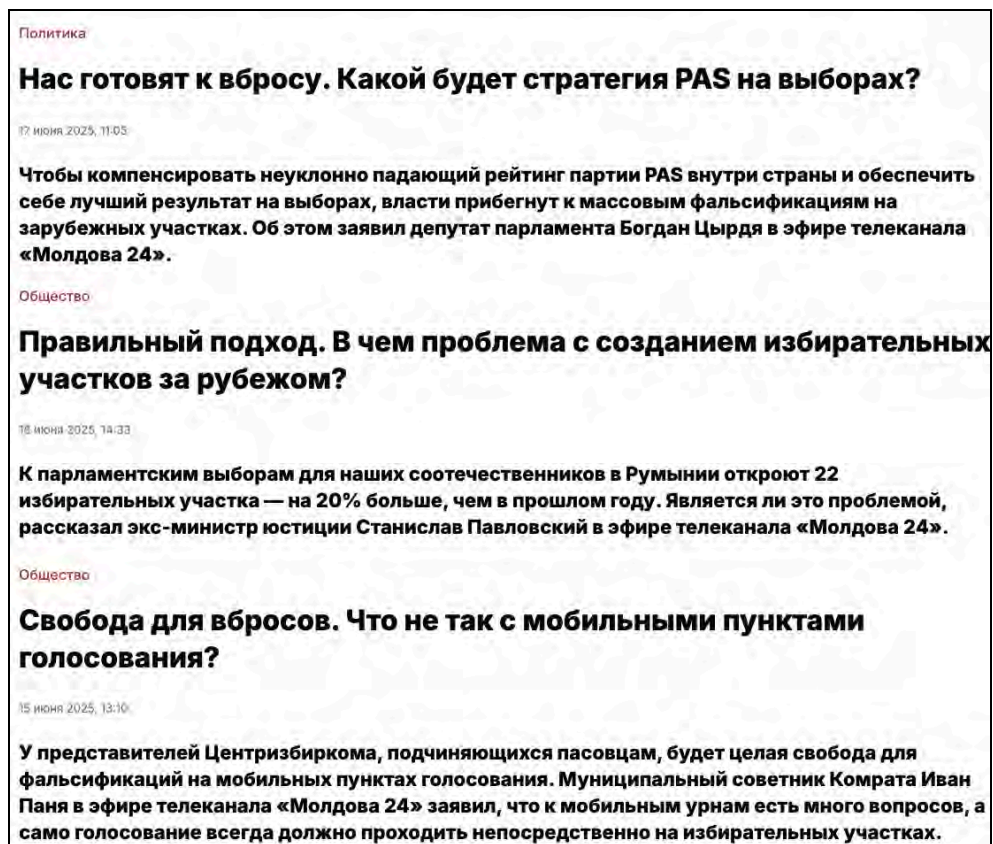 Политика
Нас готовят к вбросу. Какой будет стратегия PAS на выборах?
17 июня 2025, 11:05
Чтобы компенсировать неуклонно падающий рейтинг партии PAS внутри страны и обеспечить
себе лучший результат на выборах, власти прибегнут к массовым фальсификациям на
зарубежных участках. Об этом заявил депутат парламента Богдан Цырдя в эфире телеканала
«Молдова 24».
Общество
Правильный подход. В чем проблема с созданием избирательных
участков за рубежом?
16 июня 2025, 14:33
К парламентским выборам для наших соотечественников в Румынии откроют 22
избирательных участка — на 20% больше, чем в прошлом году. Является ли это проблемой,
рассказал экс-министр юстиции Станислав Павловский в эфире телеканала «Молдова 24».
Общество
Свобода для вбросов. Что не так с мобильными пунктами
голосования?
15 июня 2025, 13:10
У представителей Центризбиркома, подчиняющихся пасовцам, будет целая свобода для
фальсификаций на мобильных пунктах голосования. Муниципальный советник Комрата Иван
Паня в эфире телеканала «Молдова 24» заявил, что к мобильным урнам есть много вопросов, а
само голосование всегда должно проходить непосредственно на избирательных участках.